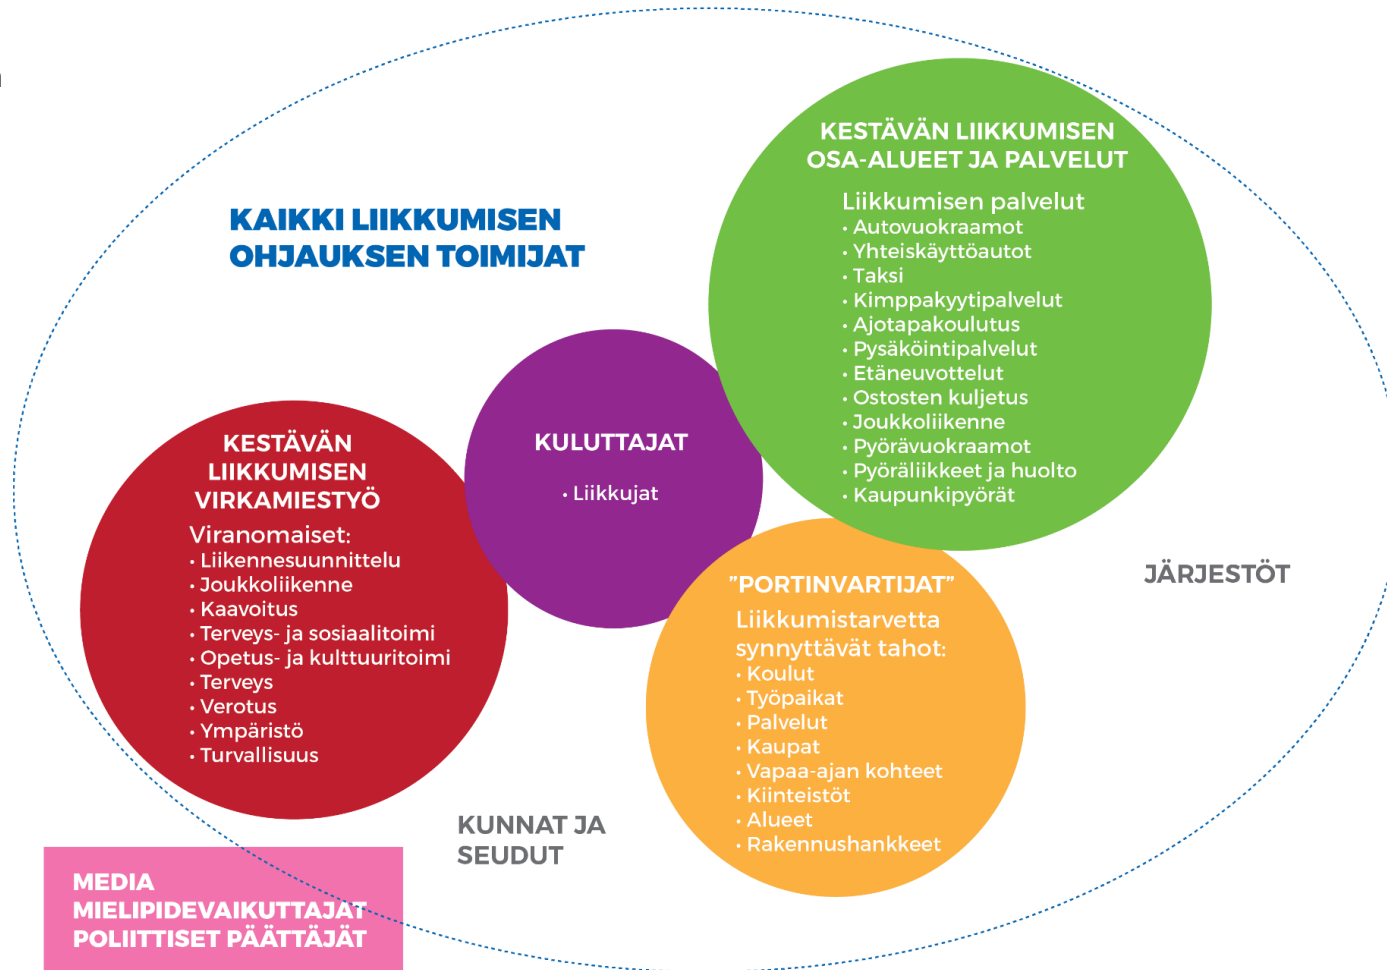 KAIKKI LIIKKUMISEN
OHJAUKSEN TOIMIJAT
KESTÄVÄN LIIKKUMISEN
OSA-ALUEET JA PALVELUT
Liikkumisen palvelut
• Autovuokraamot
• Yhteiskäyttöautot
• Taksi
• Kimppakyytipalvelut
• Ajotapakoulutus
• Pysäköintipalvelut
• Etäneuvottelut
• Ostosten kuljetus
• Joukkoliikenne
• Pyörävuokraamot
• Pyöräliikkeet ja huolto
• Kaupunkipyörät
KULUTTAJAT
• Liikkujat
KESTÄVÄN
LIIKKUMISEN
VIRKAMIESTYÖ
Viranomaiset:
• Liikennesuunnittelu
• Joukkoliikenne
• Kaavoitus
• Terveys- ja sosiaalitoimi
• Opetus- ja kulttuuritoimi
• Terveys
• Verotus
• Ympäristö
• Turvallisuus
"PORTINVARTIJAT"
Liikkumistarvetta
synnyttävät tahot:
• Koulut
• Työpaikat
• Palvelut
• Kaupat
• Vapaa-ajan kohteet
• Kiinteistöt
• Alueet
• Rakennushankkeet
JÄRJESTÖT
KUNNAT JA
SEUDUT
MEDIA
MIELIPIDEVAIKUTTAJAT
POLIITTISET PÄÄTTÄJÄT